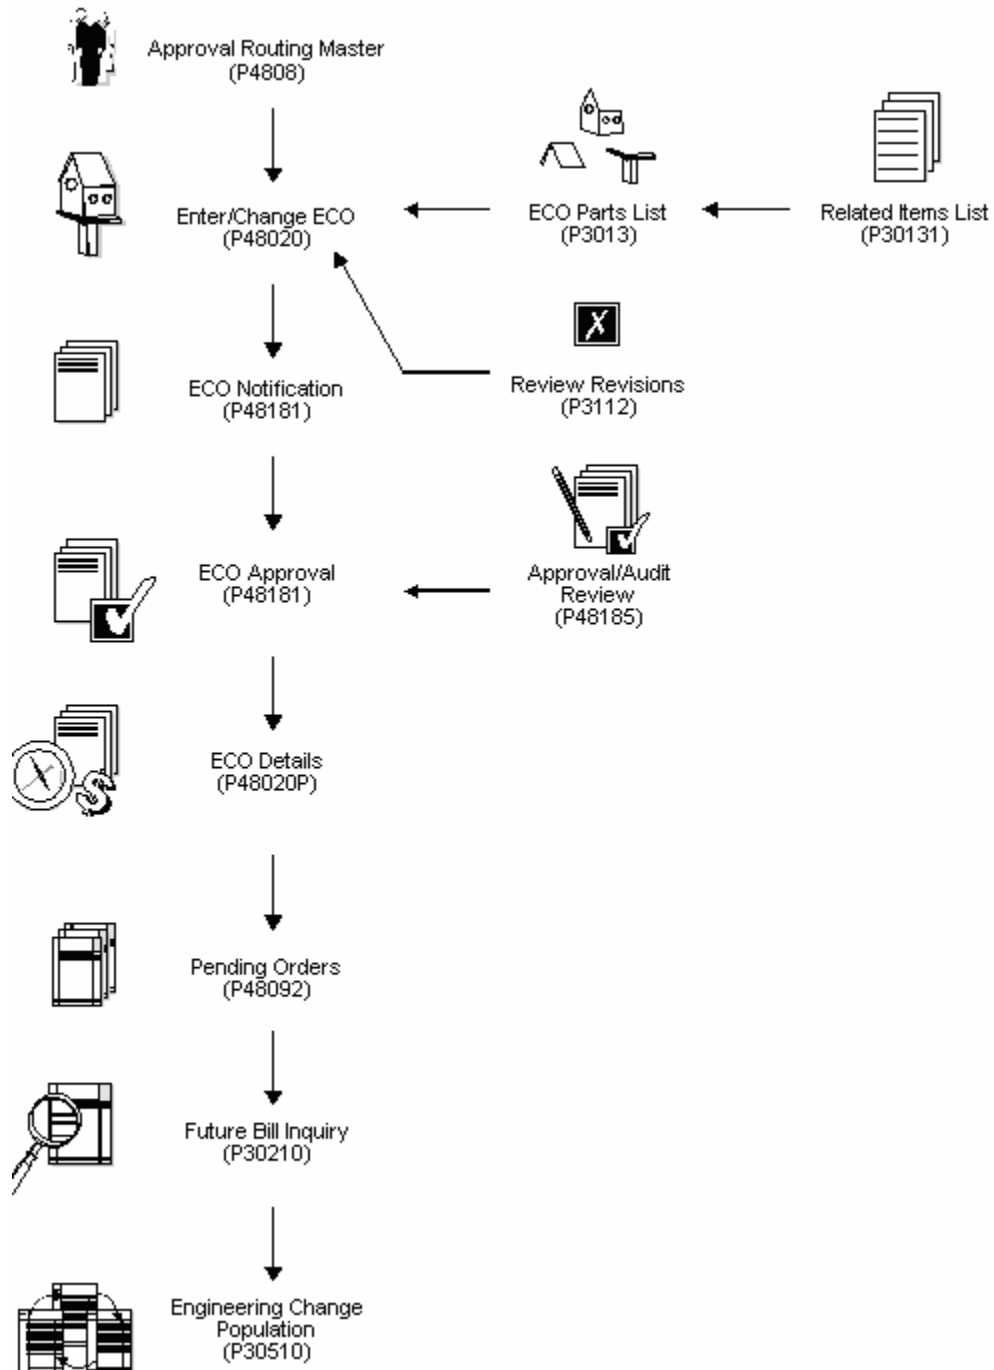 Approval Routing Master
(P4808)
Enter/Change ECO
(P48020)
ECO Parts List
(P3013)
Related Items List
(P30131)
ECO Notification
(P48181)
Review Revisions
(P3112)
ECO Approval
(P48181)
Approval/Audit
Review
(P48185)
ECO Details
(P48020P)
Pending Orders
(P48092)
Future Bill Inquiry
(P30210)
Engineering Change
Population
(P30510)